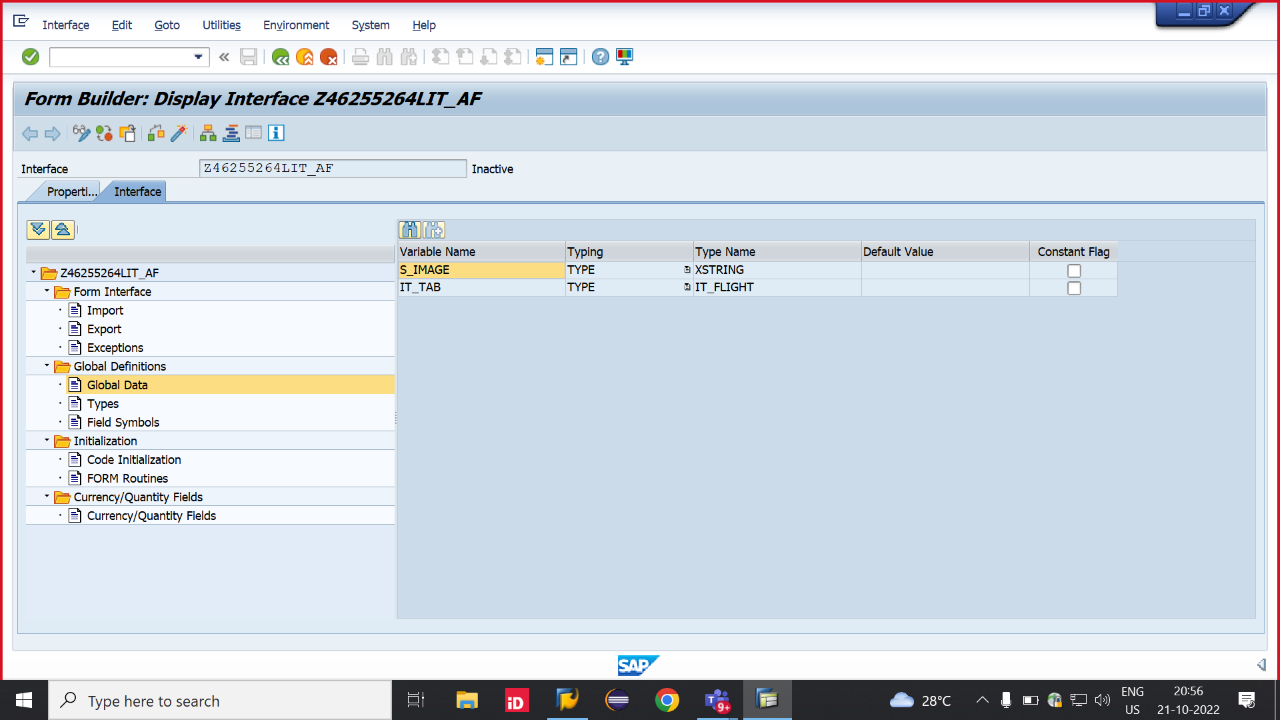 Interface Edit Goto Utilities Environment System Help
Form Builder: Display Interface Z46255264LIT_AF
Interface Z46255264LIT_AF Inactive
Properti... Interface
Variable Name Typing Type Name Default Value Constant Flag
S_IMAGE TYPE XSTRING
IT_TAB TYPE IT_FLIGHT
Z46255264LIT_AF
Form Interface
Import
Export
Exceptions
Global Definitions
Global Data
Types
Field Symbols
Initialization
Code Initialization
FORM Routines
Currency/Quantity Fields
Currency/Quantity Fields
SAP
Type here to search
iD
9+
28°C
ENG
US
20:56
21-10-2022